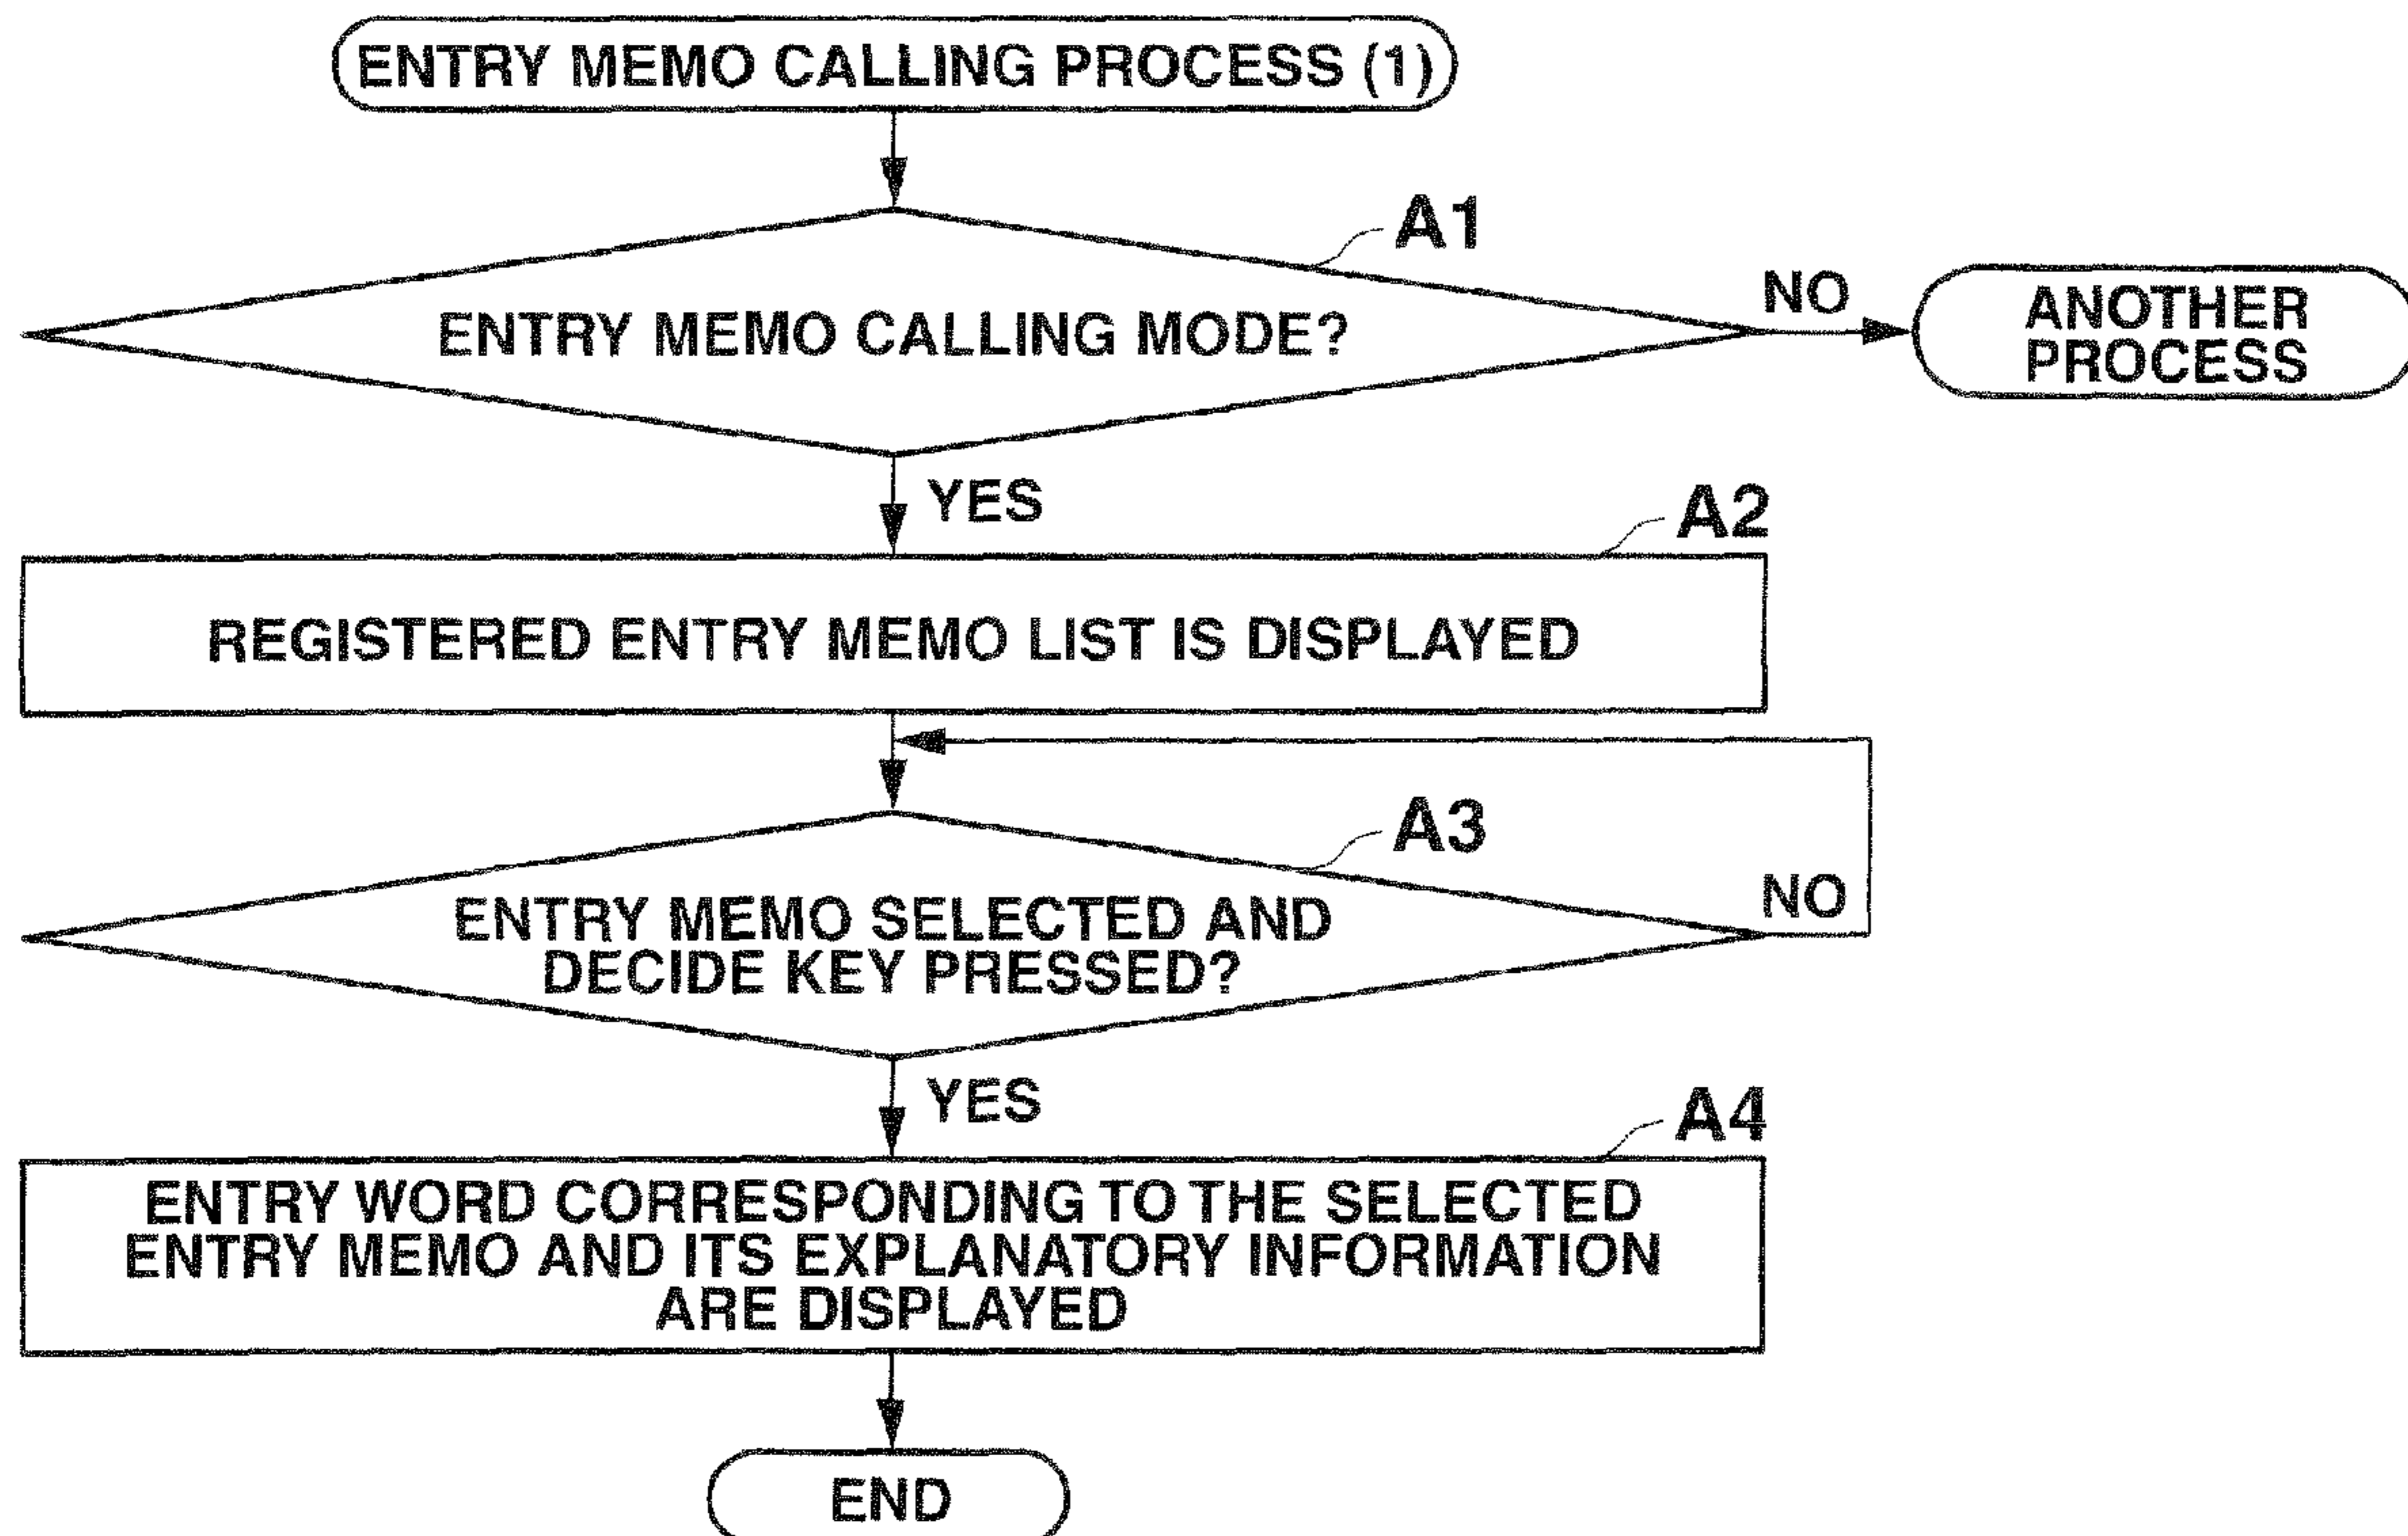 ENTRY MEMO CALLING PROCESS (1)
A1
ENTRY MEMO CALLING MODE?
NO
ANOTHER
PROCESS
YES
A2
REGISTERED ENTRY MEMO LIST IS DISPLAYED
A3
ENTRY MEMO SELECTED AND
DECIDE KEY PRESSED?
NO
YES
A4
ENTRY WORD CORRESPONDING TO THE SELECTED
ENTRY MEMO AND ITS EXPLANATORY INFORMATION
ARE DISPLAYED
END